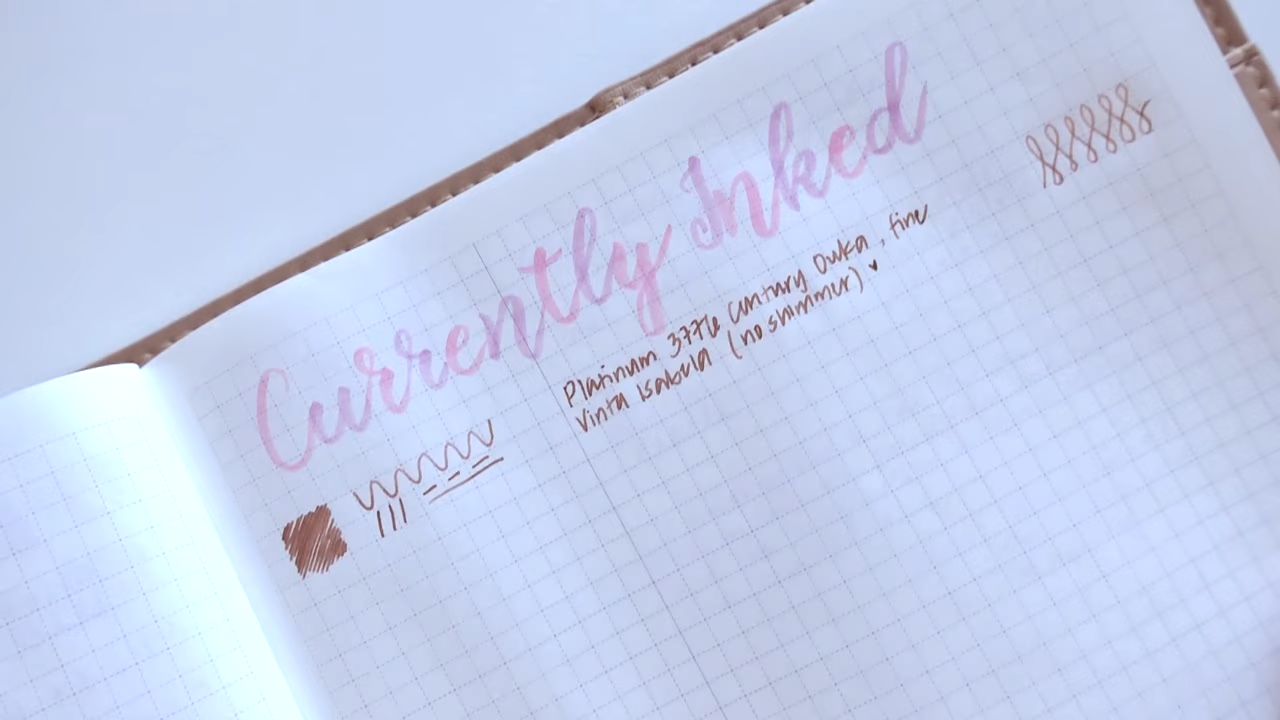 Currently Inked
Platinum 3776 century Ouka, fine
Vinta Isabela (no shimmer) ♥